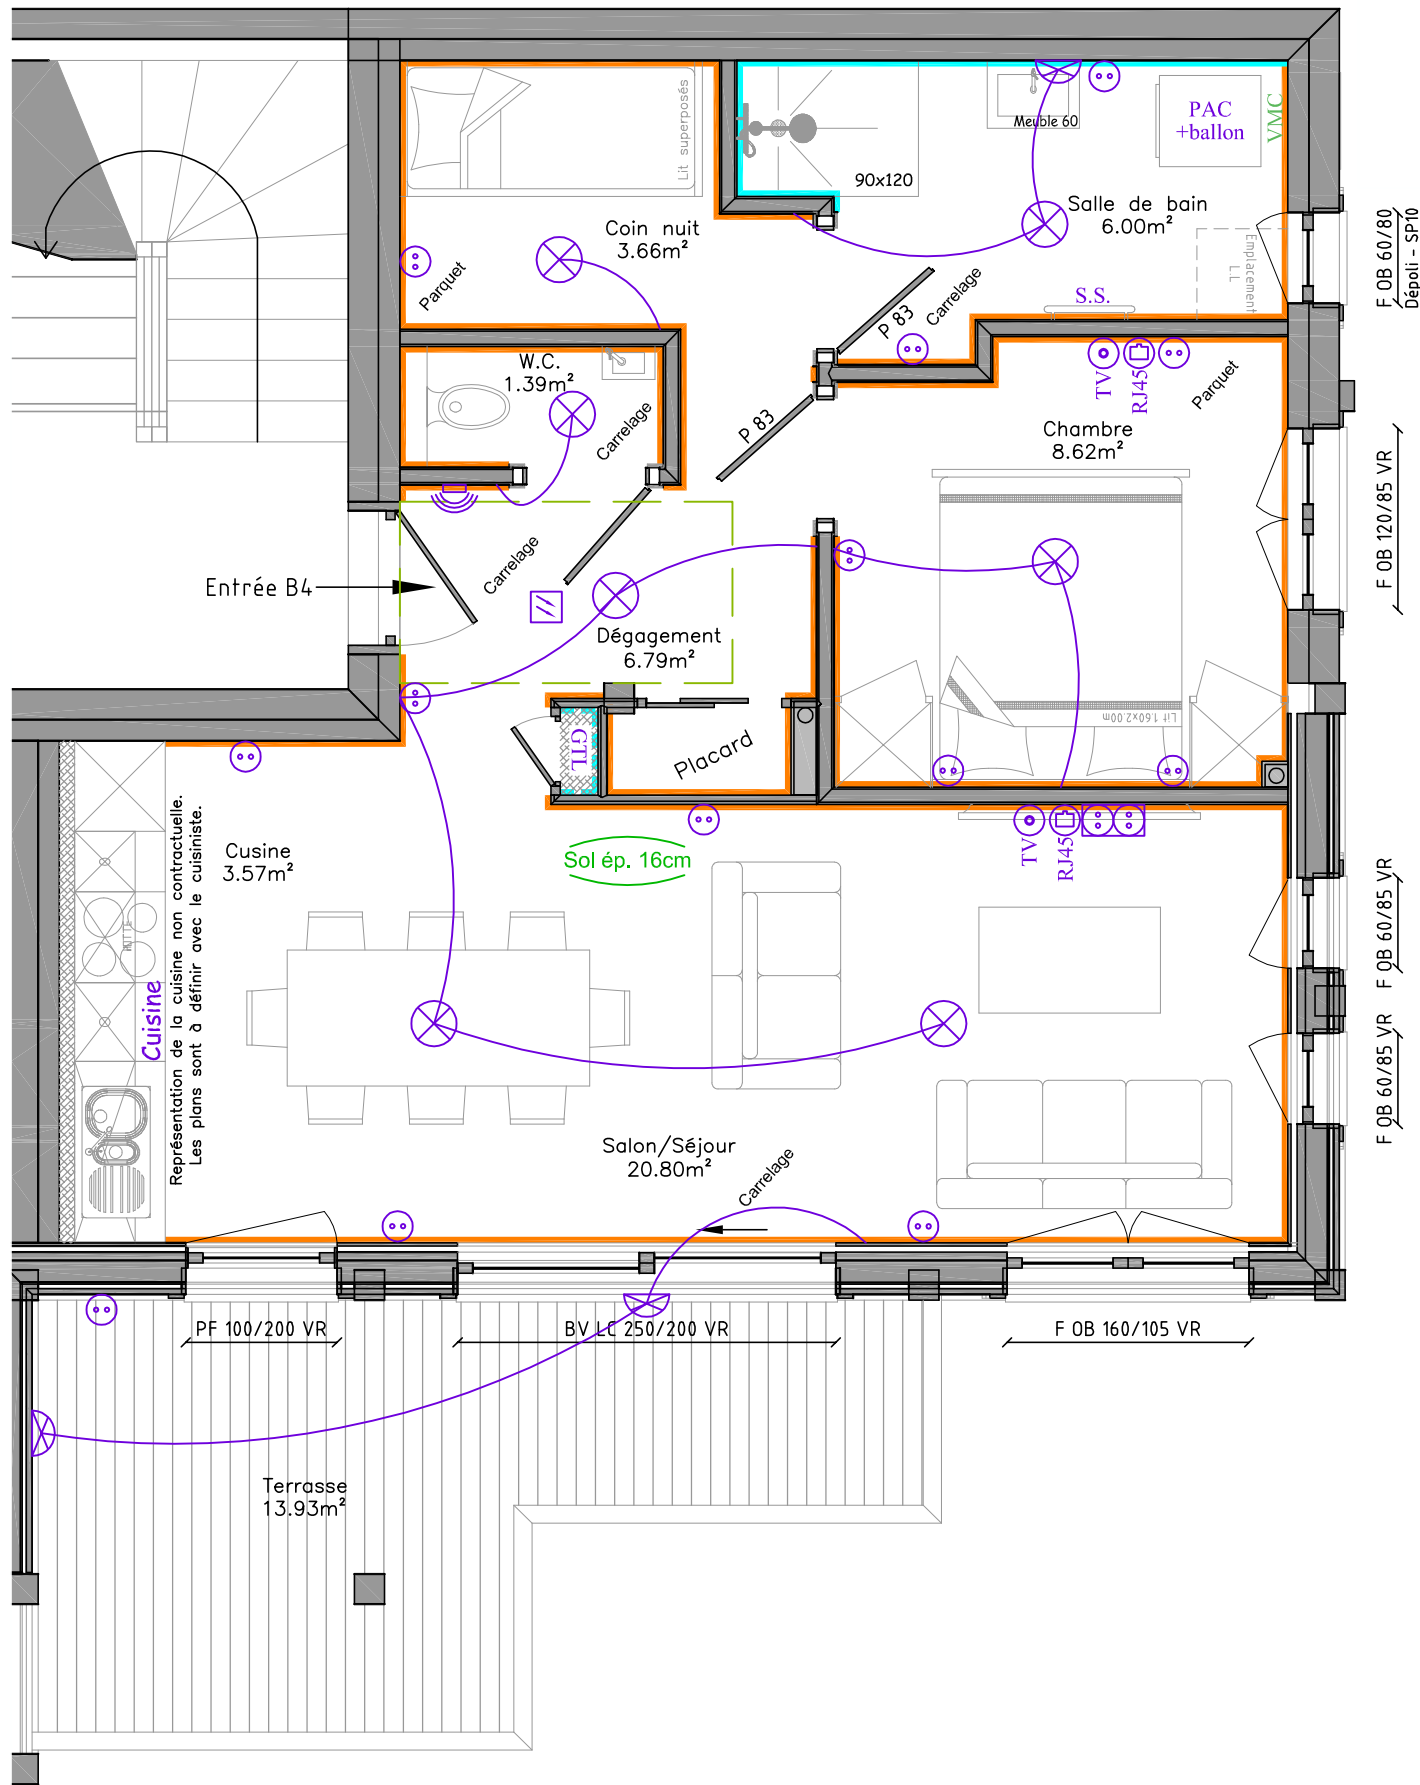 Lit superposés
Meuble 60
PAC
+ballon
VMC
90x120
Salle de bain
6.00m²
Coin nuit
3.66m²
Parquet
Carrelage
P 83
S.S.
Emplacement
L.L
F OB 60/80
Dépoli - SP10
W.C.
1.39m²
Carrelage
P 83
TV
RJ45
Parquet
Chambre
8.62m²
F OB 120/85 VR
Entrée B4
Carrelage
Dégagement
6.79m²
Lit 1.60x2.00m
GTL
Placard
Sol ép. 16cm
TV
RJ45
Cusine
3.57m²
Cuisine
Représentation de la cuisine non contractuelle.
Les plans sont à définir avec le cuisiniste.
F OB 60/85 VR
F OB 60/85 VR
Salon/Séjour
20.80m²
Carrelage
PF 100/200 VR
BV LC 250/200 VR
F OB 160/105 VR
Terrasse
13.93m²